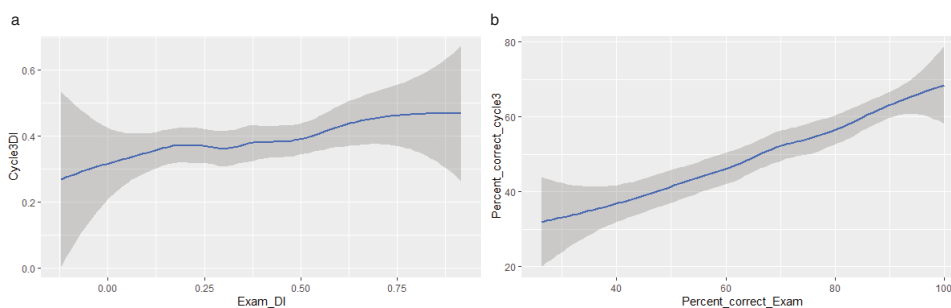 a
0.6
0.4
0.2
0.0
Cycle3DI
0.00
0.25
0.50
0.75
Exam_DI
b
80
60
40
20
Percent_correct_cycle3
40
60
80
100
Percent_correct_Exam